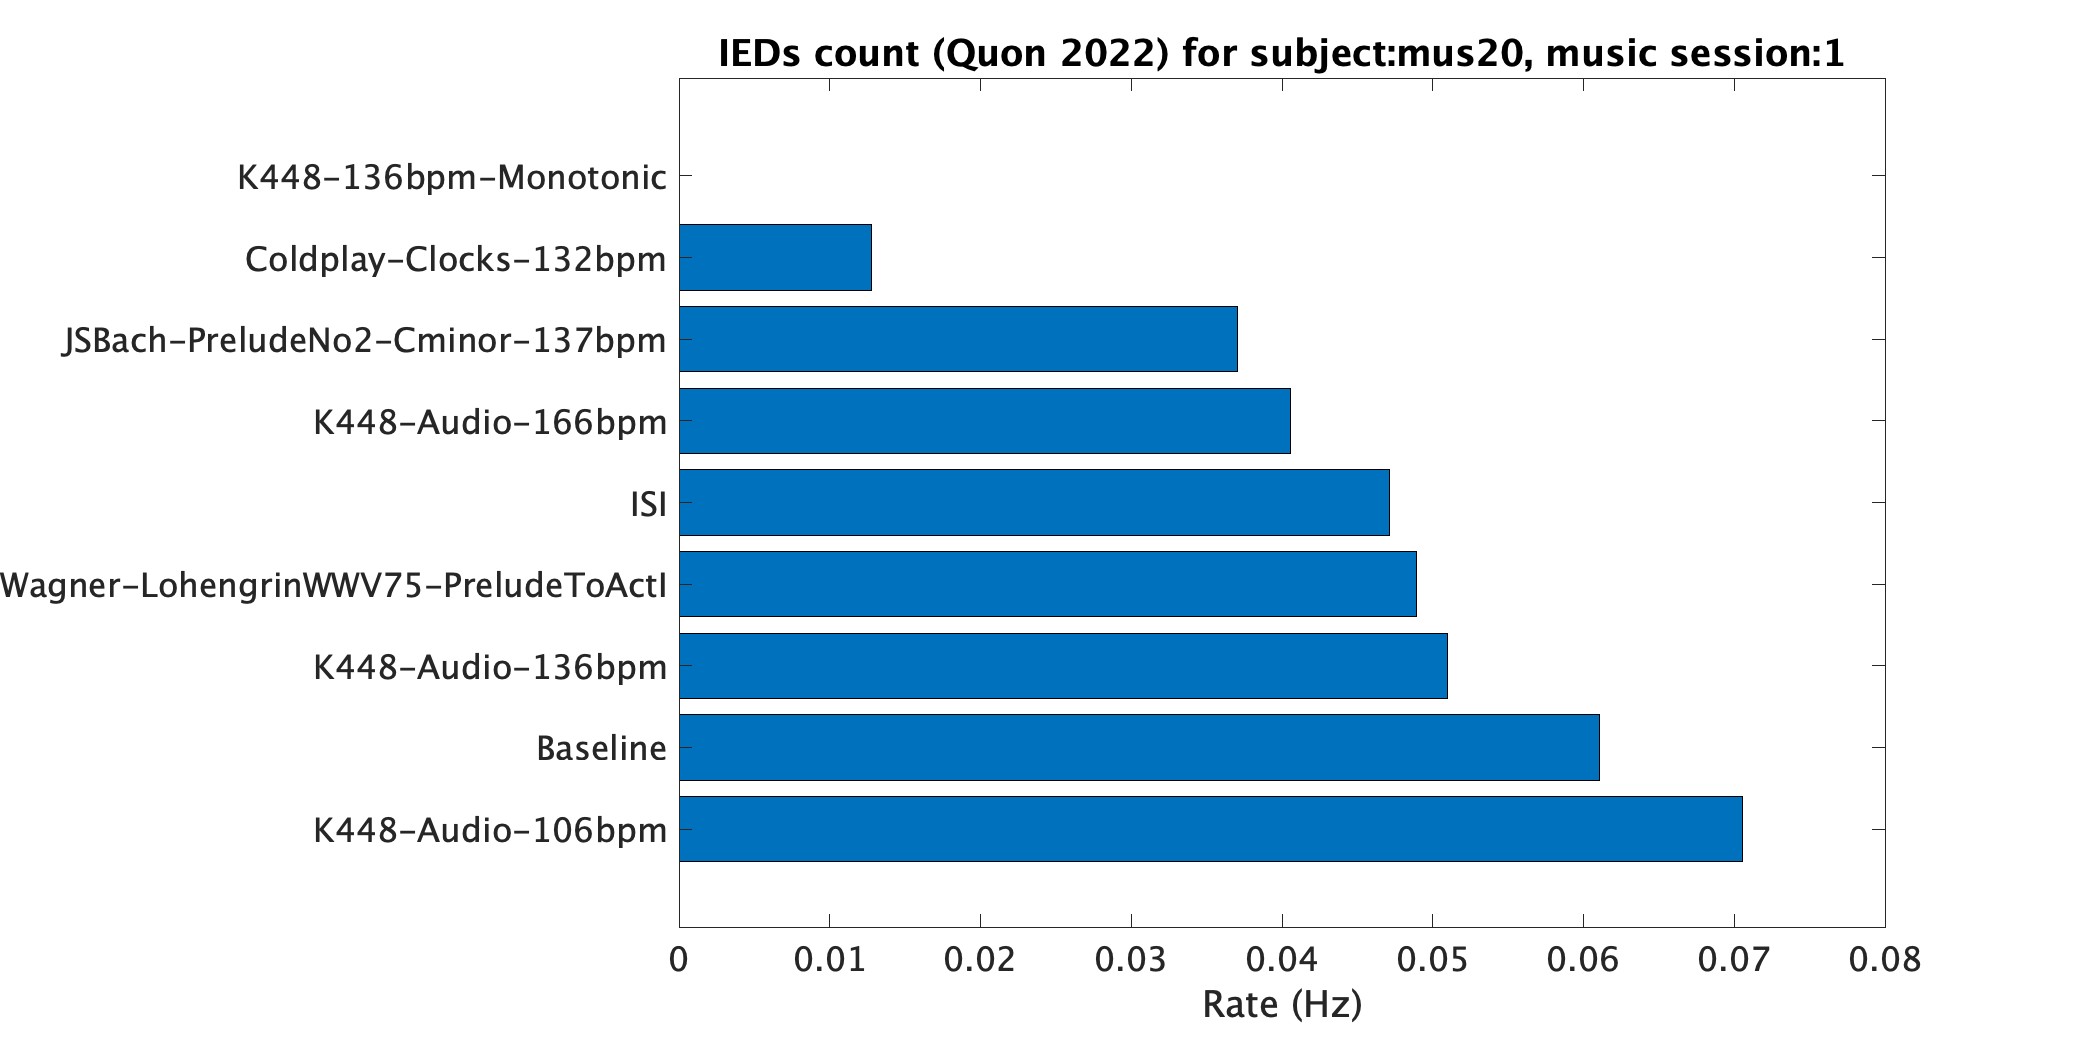 IEDs count (Quon 2022) for subject:mus20, music session:1
K448-136bpm-Monotonic
Coldplay-Clocks-132bpm
JSBach-PreludeNo2-Cminor-137bpm
K448-Audio-166bpm
ISI
Wagner-LohengrinWWV75-PreludeToActI
K448-Audio-136bpm
Baseline
K448-Audio-106bpm
0 0.01 0.02 0.03 0.04 0.05 0.06 0.07 0.08
Rate (Hz)